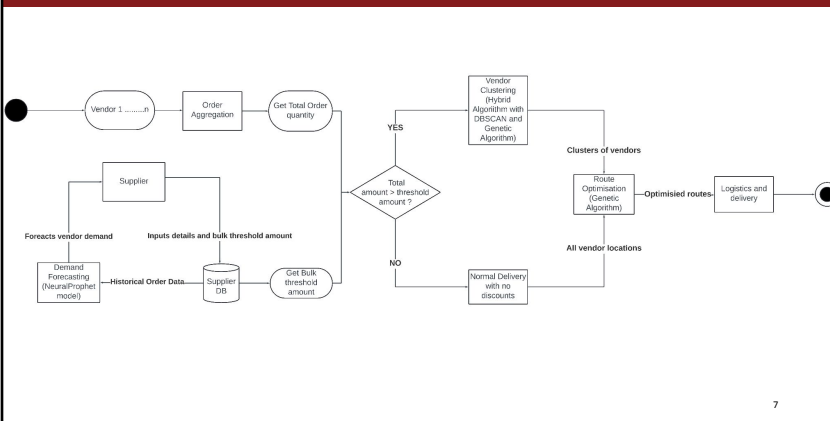 Vendor 1 .........n
Order
Aggregation
Get Total Order
quantity
Supplier
Foreacts vendor demand
Inputs details and bulk threshold amount
Demand
Forecasting
(NeuralProphet
model)
Historical Order Data
Supplier
DB
Get Bulk
threshold
amount
Total
amount > threshold
amount ?
YES
NO
Vendor
Clustering
(Hybrid
Algoriithm with
DBSCAN and
Genetic
Algorithm)
Normal Delivery
with no
discounts
Clusters of vendors
Route
Optimisation
(Genetic
Algorithm)
All vendor locations
Optimisied routes
Logistics and
delivery
7